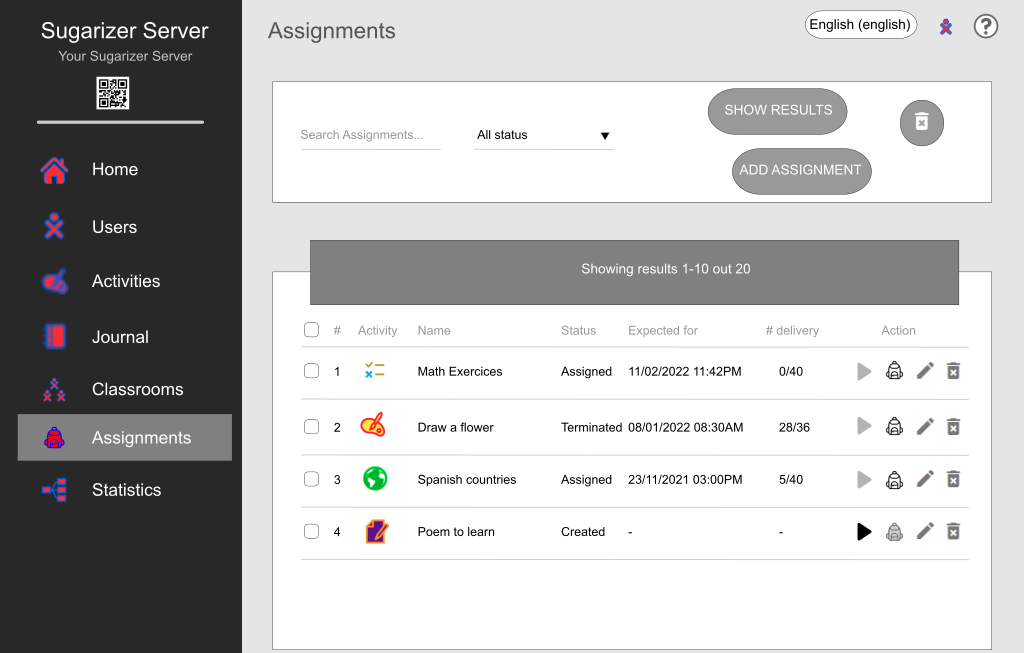 Sugarizer Server
Your Sugarizer Server
Home
Users
Activities
Journal
Classrooms
Assignments
Statistics
Assignments
English (english)
?
Search Assignments...
All status
SHOW RESULTS
ADD ASSIGNMENT
Showing results 1-10 out 20
# Activity Name Status Expected for # delivery Action
1 Math Exercices Assigned 11/02/2022 11:42PM 0/40
2 Draw a flower Terminated 08/01/2022 08:30AM 28/36
3 Spanish countries Assigned 23/11/2021 03:00PM 5/40
4 Poem to learn Created - -